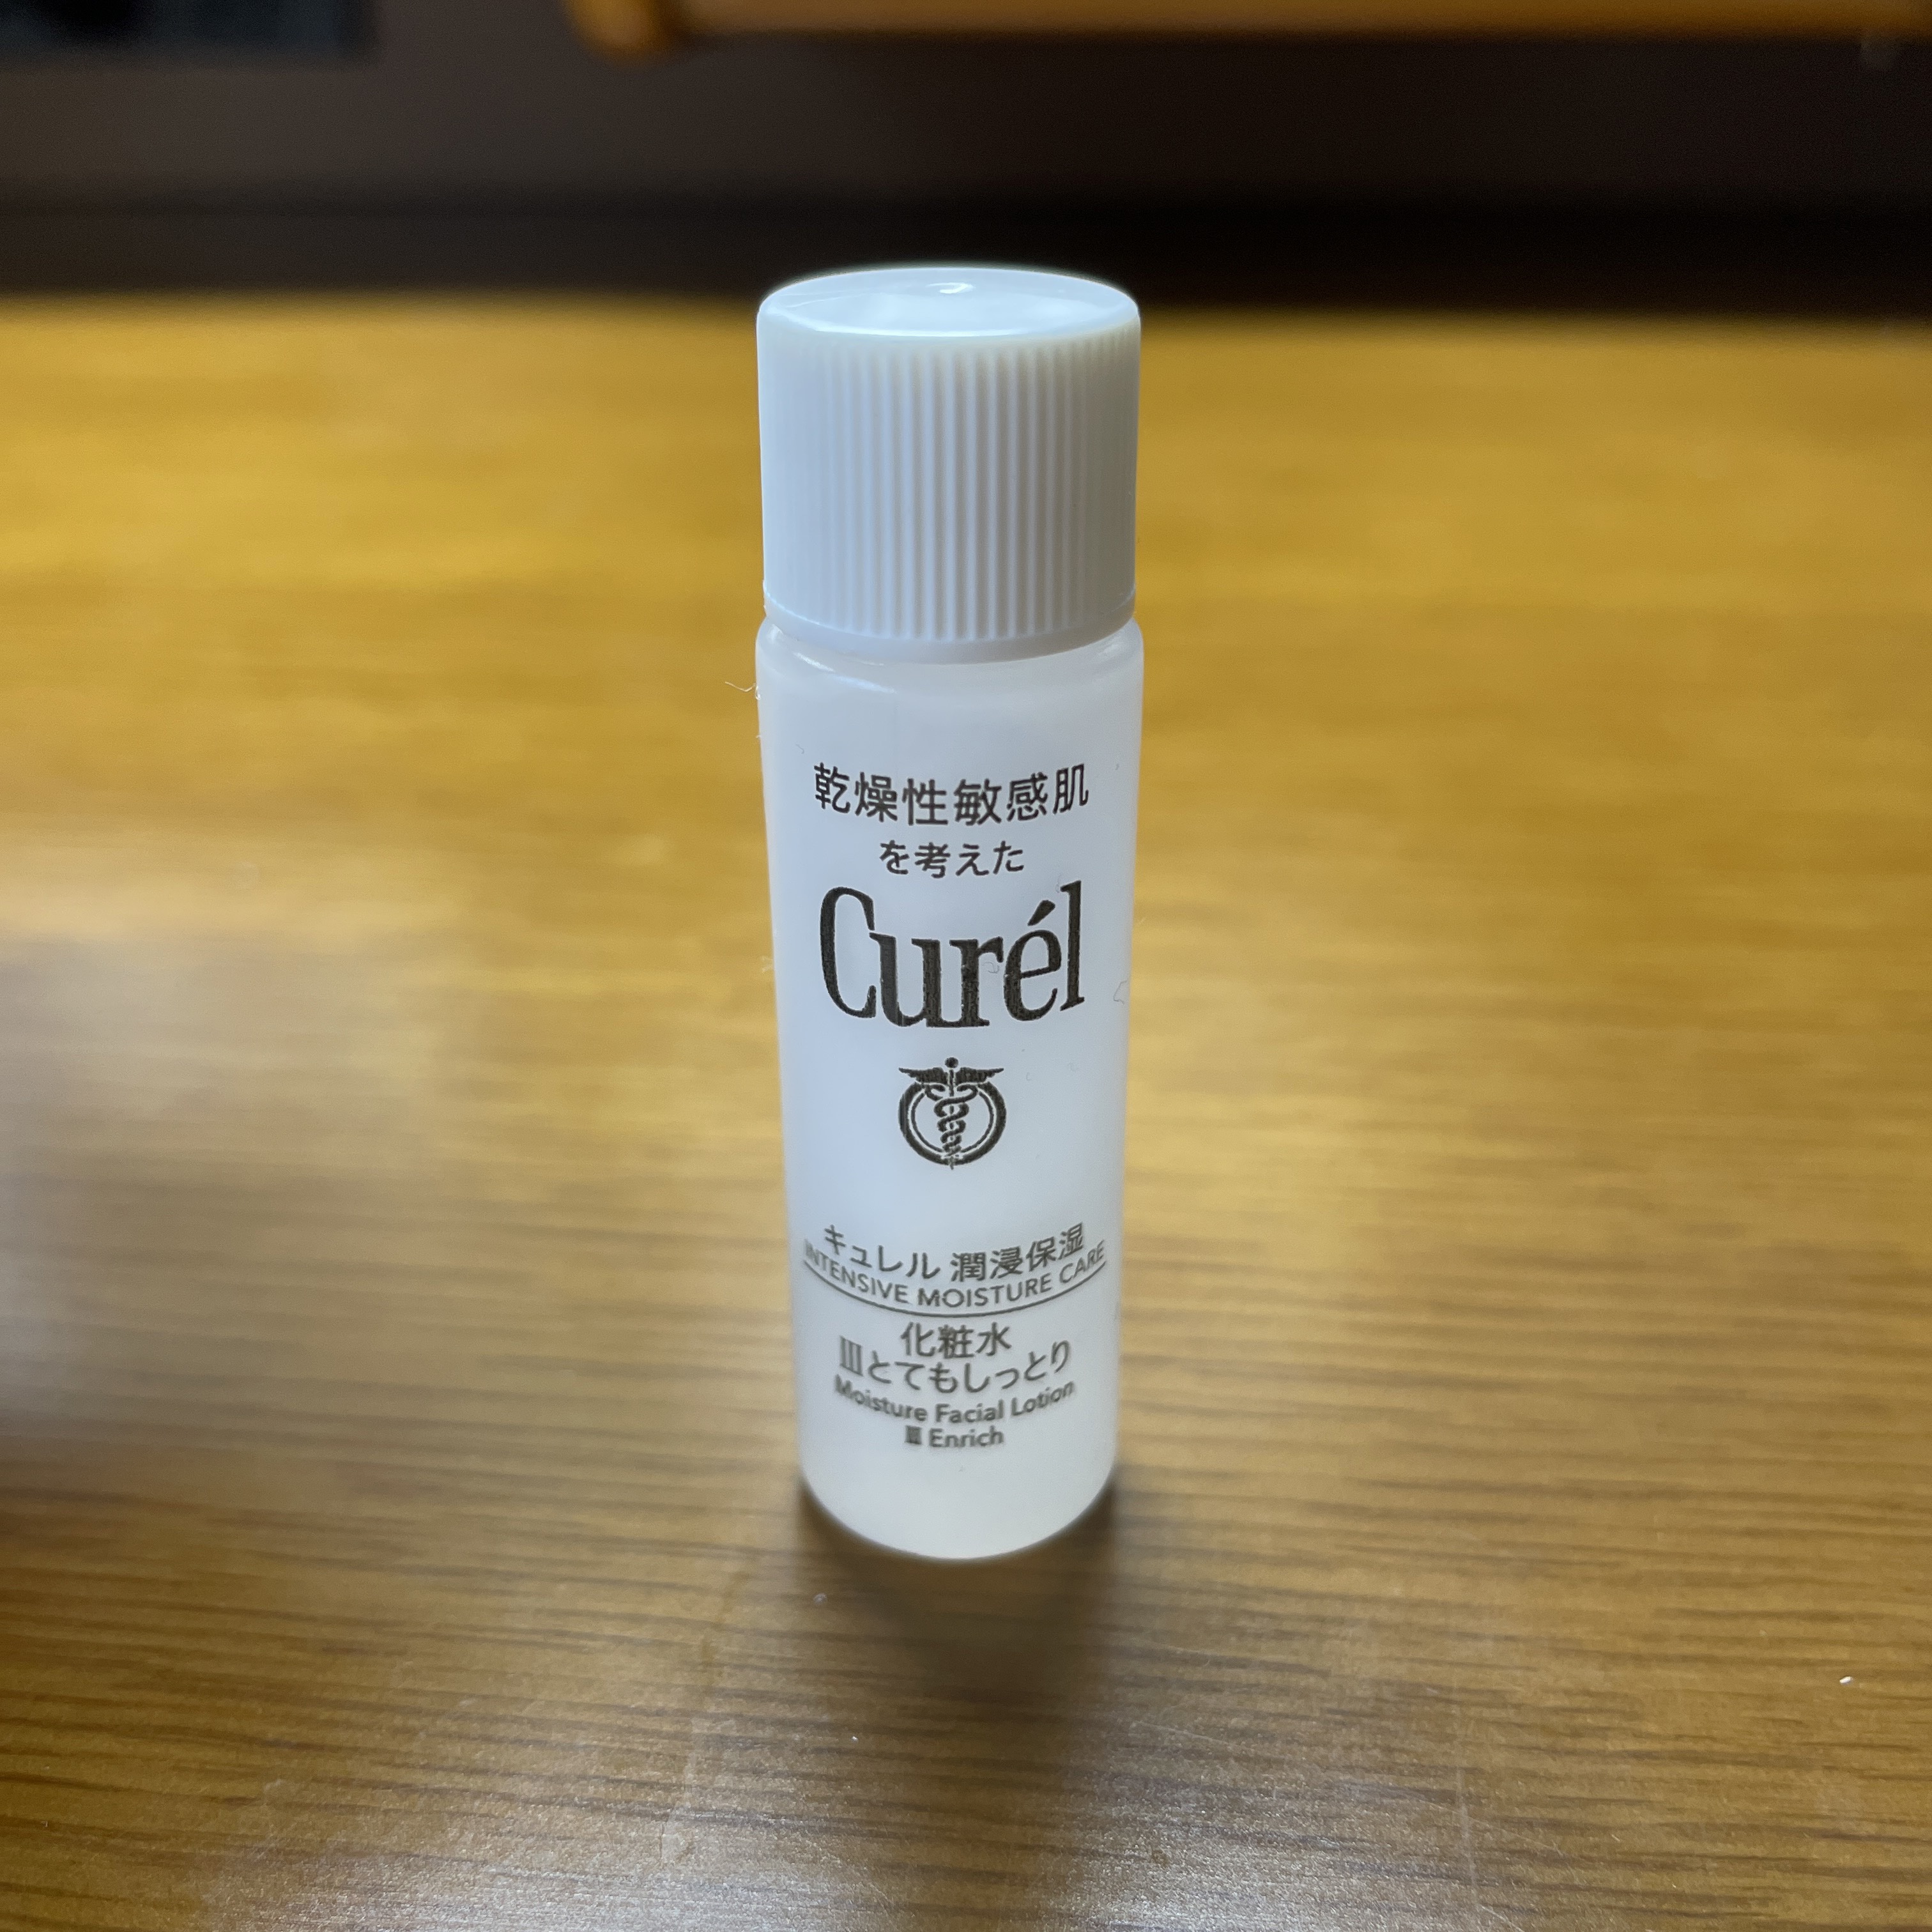 乾燥性敏感肌
を考えた
Curél
キュレル 潤浸保湿
INTENSIVE MOISTURE CARE
化粧水
Ⅲとてもしっとり
Moisture Facial Lotion
Ⅲ Enrich